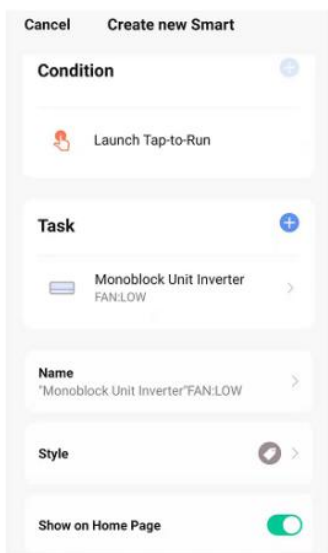 Cancel Create new Smart
Condition
Launch Tap-to-Run
Task
Monoblock Unit Inverter
FAN:LOW
Name
"Monoblock Unit Inverter"FAN:LOW
Style
Show on Home Page